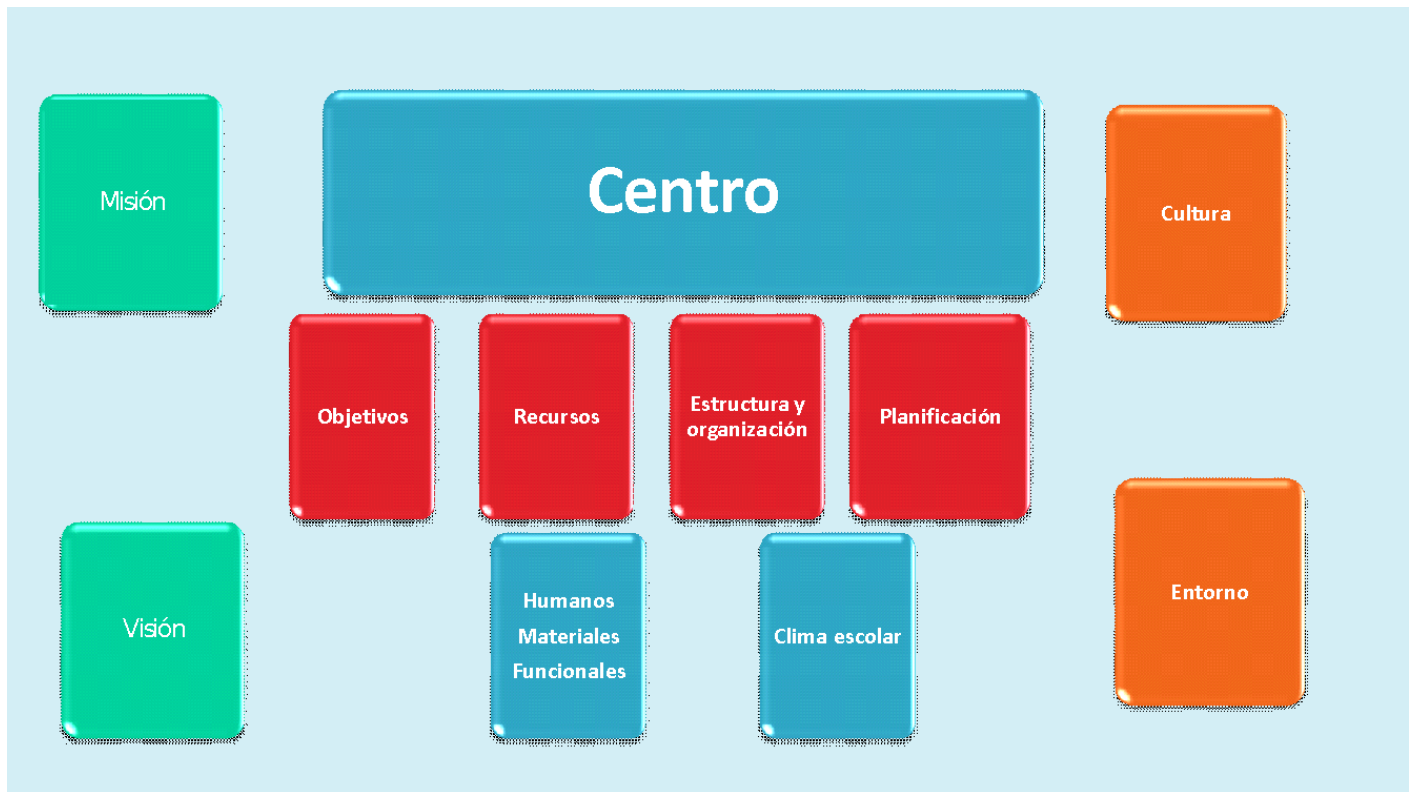 Misión
Centro
Cultura
Objetivos
Recursos
Estructura y
organización
Planificación
Visión
Humanos
Materiales
Funcionales
Clima escolar
Entorno